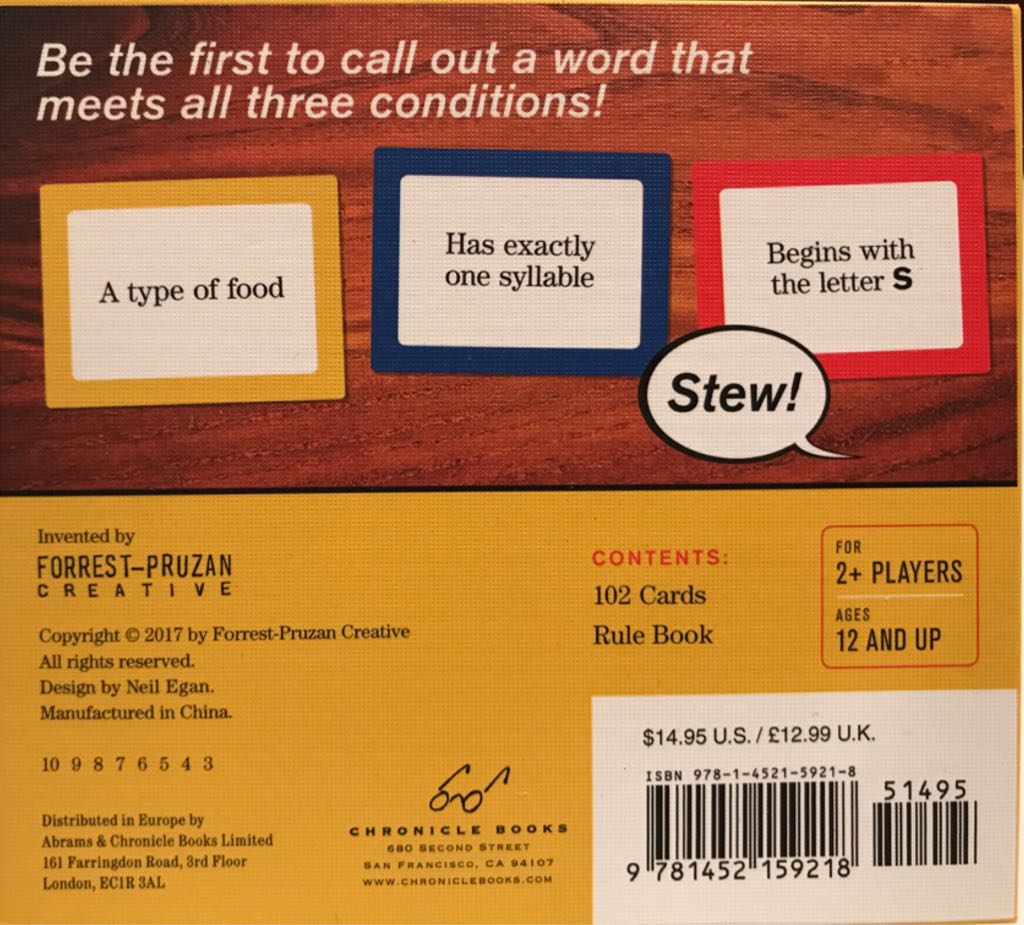 Be the first to call out a word that
meets all three conditions!
A type of food
Has exactly
one syllable
Begins with
the letter S
Stew!
Invented by
FORREST–PRUZAN
CREATIVE
Copyright © 2017 by Forrest-Pruzan Creative
All rights reserved.
Design by Neil Egan.
Manufactured in China.
10 9 8 7 6 5 4 3
Distributed in Europe by
Abrams & Chronicle Books Limited
161 Farringdon Road, 3rd Floor
London, EC1R 3AL
CHRONICLE BOOKS
680 SECOND STREET
SAN FRANCISCO, CA 94107
WWW.CHRONICLEBOOKS.COM
CONTENTS:
102 Cards
Rule Book
FOR
2+ PLAYERS
AGES
12 AND UP
$14.95 U.S. / £12.99 U.K.
ISBN 978-1-4521-5921-8
51495
9 781452 159218